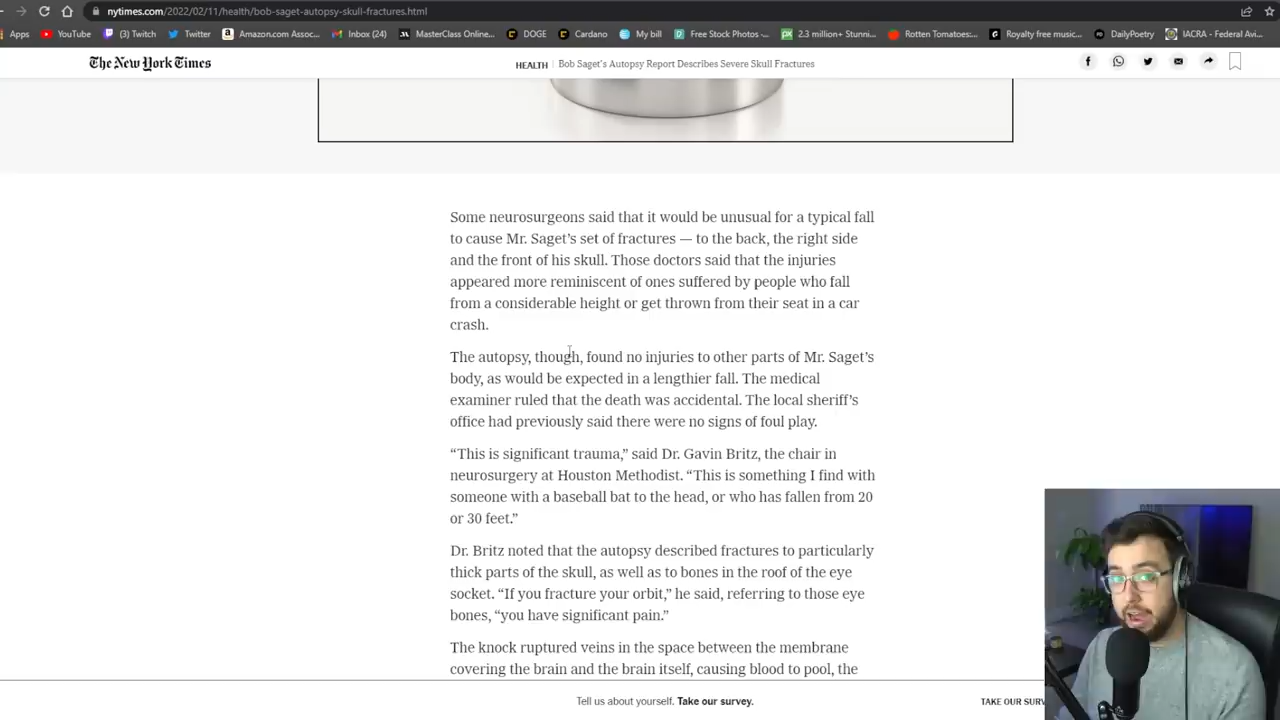 nytimes.com/2022/02/11/health/bob-saget-autopsy-skull-fractures.html
Apps YouTube (3) Twitch Twitter Amazon.com Assoc... Inbox (24) MasterClass Online... DOGE Cardano My bill Free Stock Photos -... 2.3 million+ Stunni... Rotten Tomatoes:... Royalty free music... DailyPoetry IACRA - Federal Avi...
The New York Times HEALTH Bob Saget's Autopsy Report Describes Severe Skull Fractures
Some neurosurgeons said that it would be unusual for a typical fall
to cause Mr. Saget's set of fractures — to the back, the right side
and the front of his skull. Those doctors said that the injuries
appeared more reminiscent of ones suffered by people who fall
from a considerable height or get thrown from their seat in a car
crash.
The autopsy, though, found no injuries to other parts of Mr. Saget's
body, as would be expected in a lengthier fall. The medical
examiner ruled that the death was accidental. The local sheriff's
office had previously said there were no signs of foul play.
“This is significant trauma,” said Dr. Gavin Britz, the chair in
neurosurgery at Houston Methodist. “This is something I find with
someone with a baseball bat to the head, or who has fallen from 20
or 30 feet.”
Dr. Britz noted that the autopsy described fractures to particularly
thick parts of the skull, as well as to bones in the roof of the eye
socket. “If you fracture your orbit,” he said, referring to those eye
bones, “you have significant pain.”
The knock ruptured veins in the space between the membrane
covering the brain and the brain itself, causing blood to pool, the
Tell us about yourself. Take our survey. TAKE OUR SURV